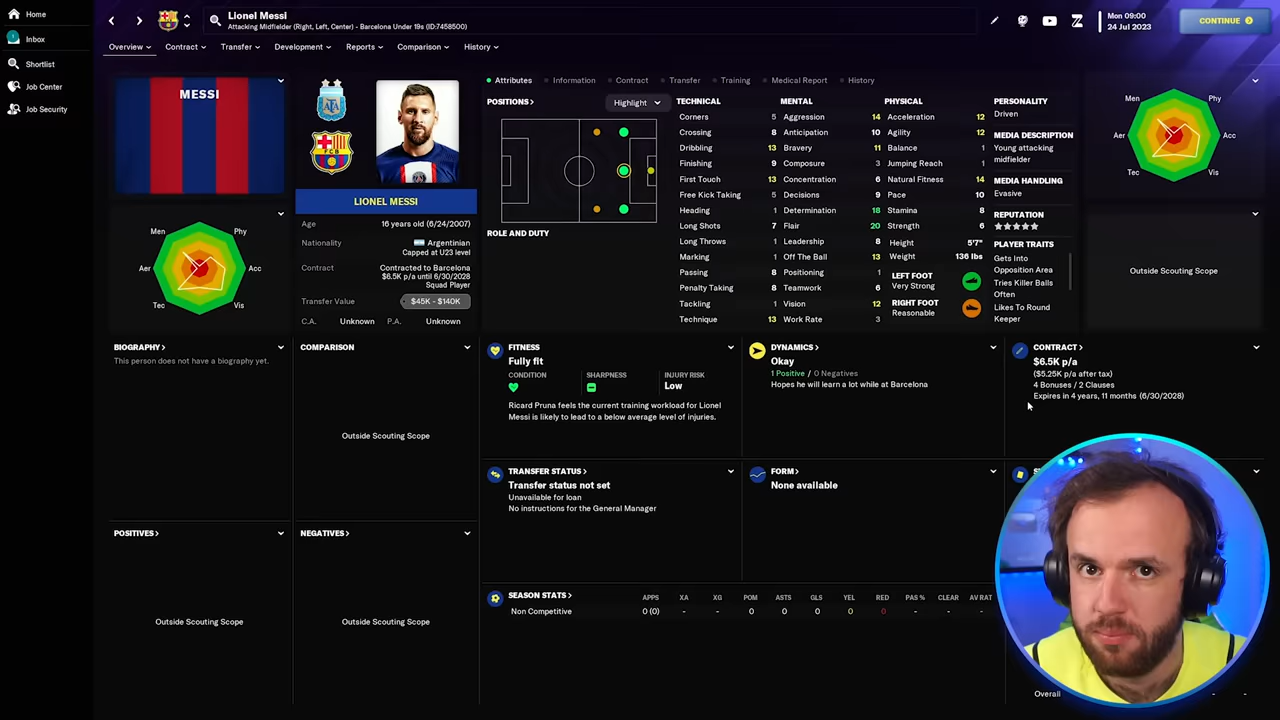 Home
Inbox
Shortlist
Job Center
Job Security
Lionel Messi
Attacking Midfielder (Right, Left, Center) - Barcelona Under 19s (ID:7458500)
Mon 09:00
24 Jul 2023
CONTINUE
Overview
Contract
Transfer
Development
Reports
Comparison
History
MESSI
LIONEL MESSI
Age
16 years old (6/24/2007)
Nationality
Argentinian
Capped at U23 level
Contract
Contracted to Barcelona
$6.5K p/a until 6/30/2028
Squad Player
Transfer Value
$45K - $140K
C.A.
Unknown
P.A.
Unknown
Men
Phy
Aer
Acc
Tec
Vis
Attributes
Information
Contract
Transfer
Training
Medical Report
History
POSITIONS>
Highlight
ROLE AND DUTY
TECHNICAL
Corners 5
Crossing 8
Dribbling 13
Finishing 9
First Touch 13
Free Kick Taking 5
Heading 1
Long Shots 7
Long Throws 1
Marking 1
Passing 8
Penalty Taking 8
Tackling 1
Technique 13
MENTAL
Aggression 14
Anticipation 10
Bravery 11
Composure 3
Concentration 6
Decisions 9
Determination 18
Flair 20
Leadership 8
Off The Ball 13
Positioning 1
Teamwork 6
Vision 12
Work Rate 3
PHYSICAL
Acceleration 12
Agility 12
Balance 1
Jumping Reach 1
Natural Fitness 14
Pace 10
Stamina 8
Strength 6
Height 5'7"
Weight 136 lbs
LEFT FOOT
Very Strong
RIGHT FOOT
Reasonable
PERSONALITY
Driven
MEDIA DESCRIPTION
Young attacking
midfielder
MEDIA HANDLING
Evasive
REPUTATION
PLAYER TRAITS
Gets Into
Opposition Area
Tries Killer Balls
Often
Likes To Round
Keeper
Men
Phy
Aer
Acc
Tec
Vis
Outside Scouting Scope
BIOGRAPHY>
This person does not have a biography yet.
COMPARISON
Outside Scouting Scope
POSITIVES>
Outside Scouting Scope
NEGATIVES>
Outside Scouting Scope
FITNESS
Fully fit
CONDITION
SHARPNESS
INJURY RISK
Low
Ricard Pruna feels the current training workload for Lionel
Messi is likely to lead to a below average level of injuries.
DYNAMICS>
Okay
1 Positive / 0 Negatives
Hopes he will learn a lot while at Barcelona
CONTRACT>
$6.5K p/a
($5.25K p/a after tax)
4 Bonuses / 2 Clauses
Expires in 4 years, 11 months (6/30/2028)
TRANSFER STATUS>
Transfer status not set
Unavailable for loan
No instructions for the General Manager
FORM>
None available
SEASON STATS>
APPS XA XG POM ASTS GLS YEL RED PAS % CLEAR AV RAT
Non Competitive 0 (0) - - 0 0 0 0 0 - - -
Overall - -